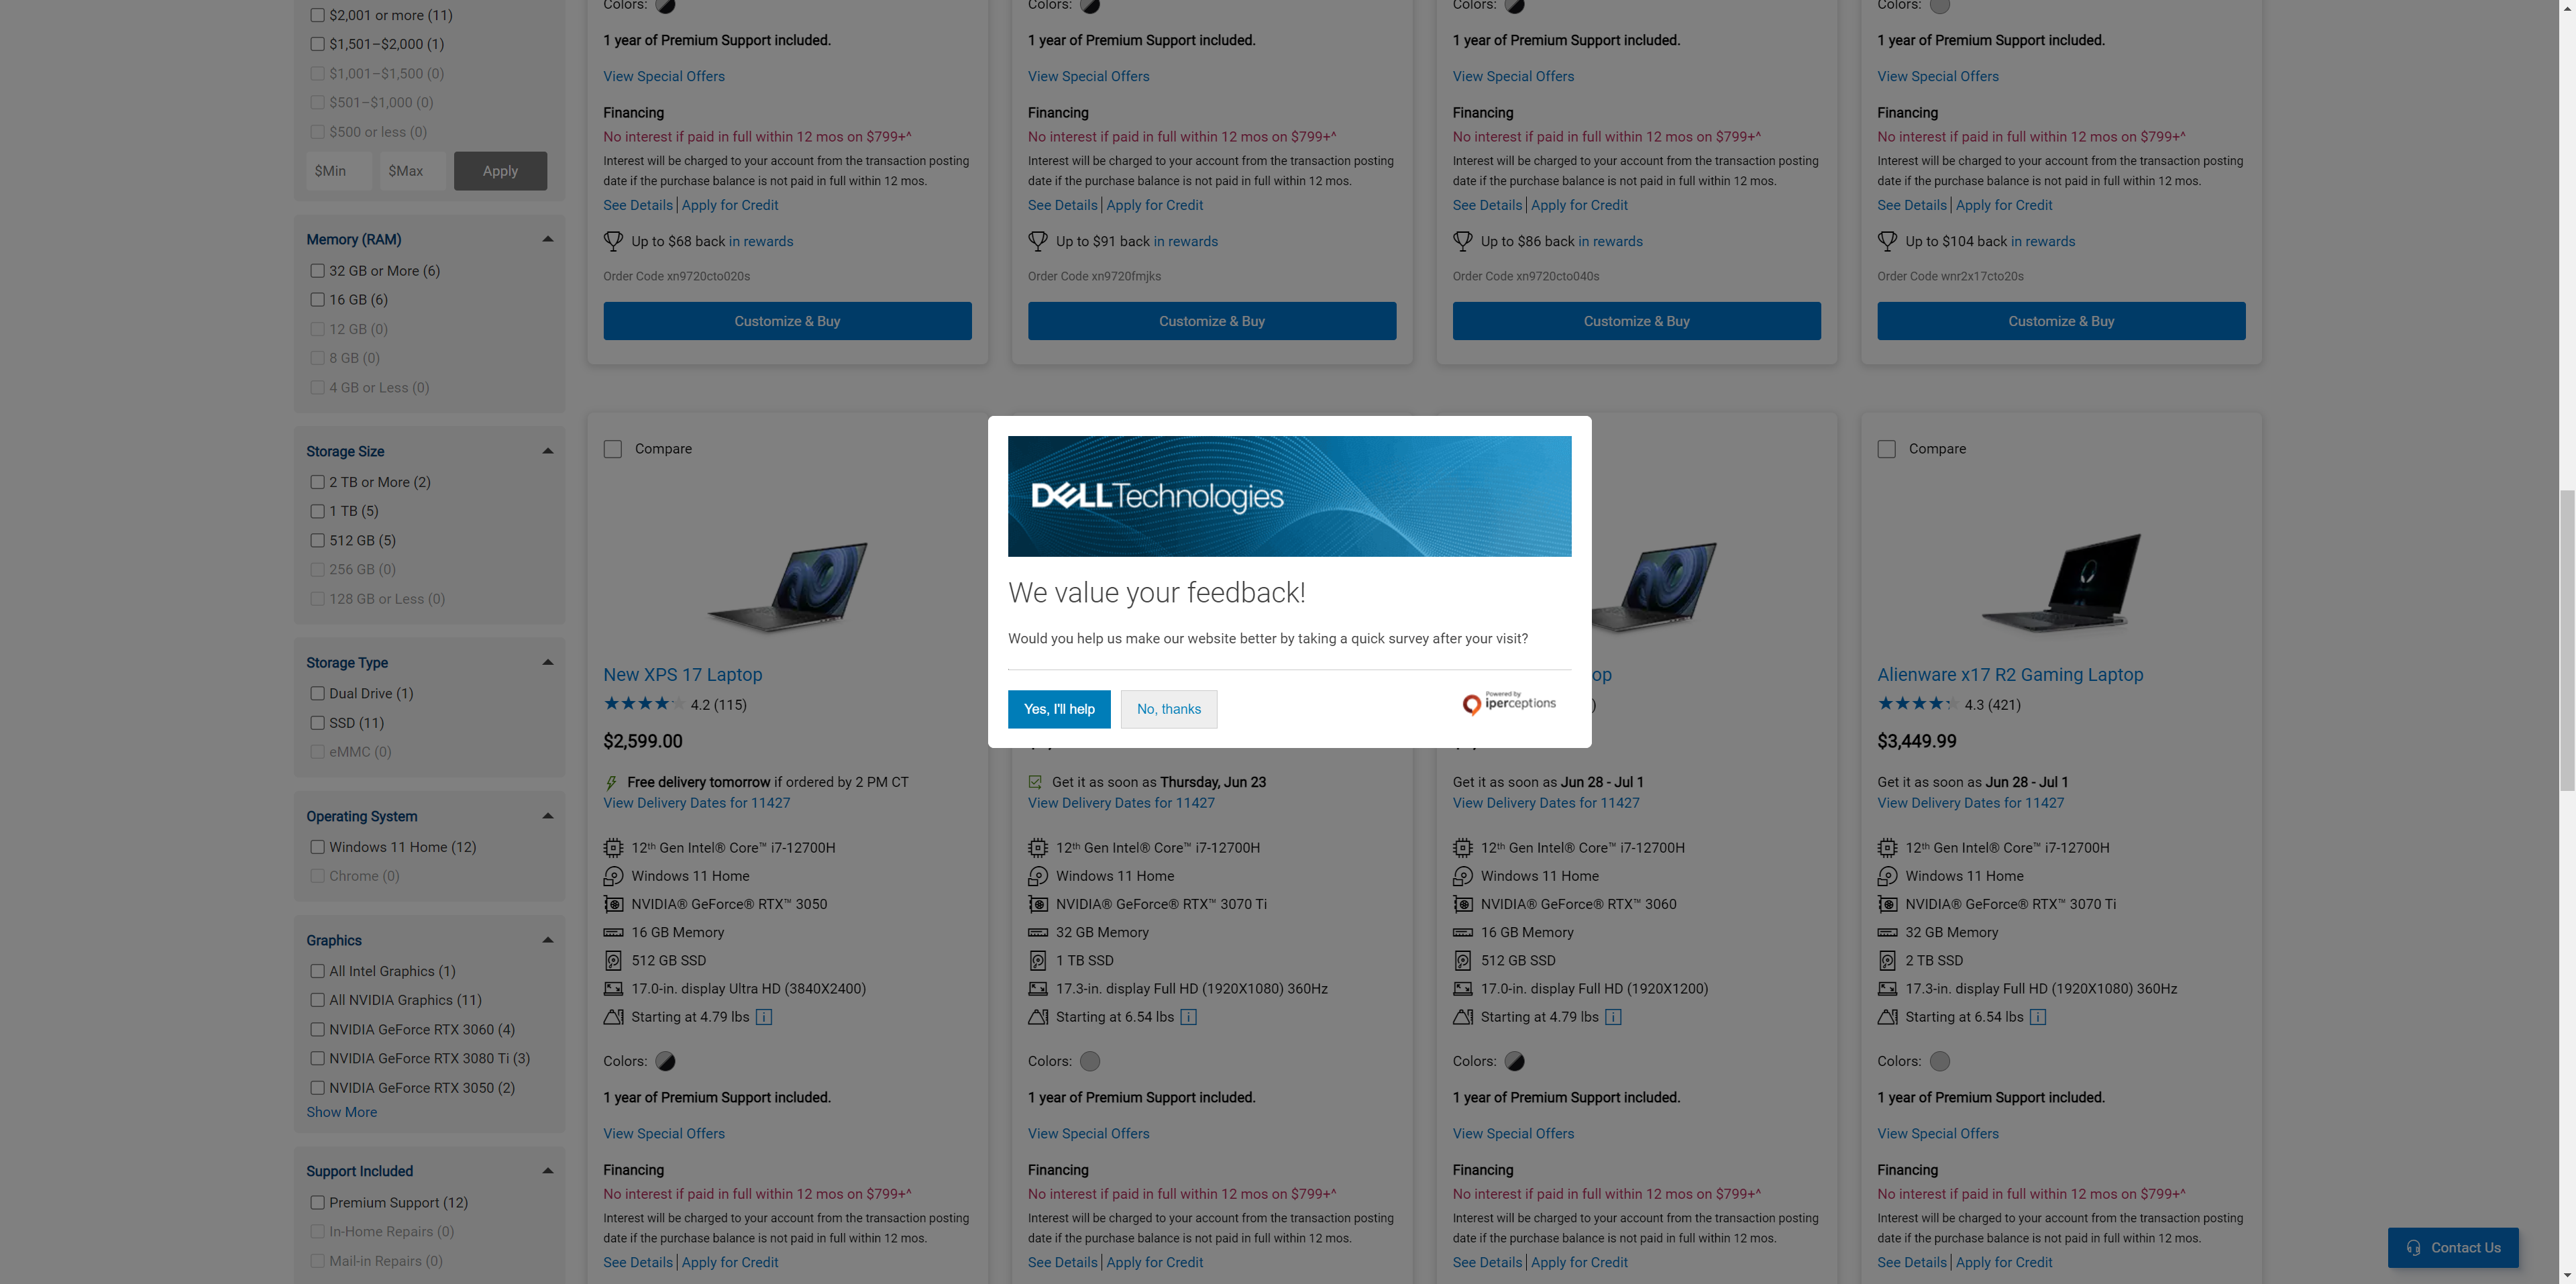 $2,001 or more (11)
$1,501–$2,000 (1)
$1,001–$1,500 (0)
$501–$1,000 (0)
$500 or less (0)
$Min
$Max
Apply
Memory (RAM)
32 GB or More (6)
16 GB (6)
12 GB (0)
8 GB (0)
4 GB or Less (0)
Storage Size
2 TB or More (2)
1 TB (5)
512 GB (5)
256 GB (0)
128 GB or Less (0)
Storage Type
Dual Drive (1)
SSD (11)
eMMC (0)
Operating System
Windows 11 Home (12)
Chrome (0)
Graphics
All Intel Graphics (1)
All NVIDIA Graphics (11)
NVIDIA GeForce RTX 3060 (4)
NVIDIA GeForce RTX 3080 Ti (3)
NVIDIA GeForce RTX 3050 (2)
Show More
Support Included
Premium Support (12)
In-Home Repairs (0)
Mail-in Repairs (0)
Colors:
1 year of Premium Support included.
View Special Offers
Financing
No interest if paid in full within 12 mos on $799+^
Interest will be charged to your account from the transaction posting
date if the purchase balance is not paid in full within 12 mos.
See Details | Apply for Credit
Up to $68 back in rewards
Order Code xn9720cto020s
Customize & Buy
Colors:
1 year of Premium Support included.
View Special Offers
Financing
No interest if paid in full within 12 mos on $799+^
Interest will be charged to your account from the transaction posting
date if the purchase balance is not paid in full within 12 mos.
See Details | Apply for Credit
Up to $91 back in rewards
Order Code xn9720fmjks
Customize & Buy
Colors:
1 year of Premium Support included.
View Special Offers
Financing
No interest if paid in full within 12 mos on $799+^
Interest will be charged to your account from the transaction posting
date if the purchase balance is not paid in full within 12 mos.
See Details | Apply for Credit
Up to $86 back in rewards
Order Code xn9720cto040s
Customize & Buy
Colors:
1 year of Premium Support included.
View Special Offers
Financing
No interest if paid in full within 12 mos on $799+^
Interest will be charged to your account from the transaction posting
date if the purchase balance is not paid in full within 12 mos.
See Details | Apply for Credit
Up to $104 back in rewards
Order Code wnr2x17cto20s
Customize & Buy
Compare
New XPS 17 Laptop
4.2 (115)
$2,599.00
Free delivery tomorrow if ordered by 2 PM CT
View Delivery Dates for 11427
12th Gen Intel® Core™ i7-12700H
Windows 11 Home
NVIDIA® GeForce® RTX™ 3050
16 GB Memory
512 GB SSD
17.0-in. display Ultra HD (3840X2400)
Starting at 4.79 lbs
Colors:
1 year of Premium Support included.
View Special Offers
Financing
No interest if paid in full within 12 mos on $799+^
Interest will be charged to your account from the transaction posting
date if the purchase balance is not paid in full within 12 mos.
See Details | Apply for Credit
DELL Technologies
We value your feedback!
Would you help us make our website better by taking a quick survey after your visit?
Yes, I'll help
No, thanks
Powered by
iperceptions
Get it as soon as Thursday, Jun 23
View Delivery Dates for 11427
12th Gen Intel® Core™ i7-12700H
Windows 11 Home
NVIDIA® GeForce® RTX™ 3070 Ti
32 GB Memory
1 TB SSD
17.3-in. display Full HD (1920X1080) 360Hz
Starting at 6.54 lbs
Colors:
1 year of Premium Support included.
View Special Offers
Financing
No interest if paid in full within 12 mos on $799+^
Interest will be charged to your account from the transaction posting
date if the purchase balance is not paid in full within 12 mos.
See Details | Apply for Credit
op
)
Get it as soon as Jun 28 - Jul 1
View Delivery Dates for 11427
12th Gen Intel® Core™ i7-12700H
Windows 11 Home
NVIDIA® GeForce® RTX™ 3060
16 GB Memory
512 GB SSD
17.0-in. display Full HD (1920X1200)
Starting at 4.79 lbs
Colors:
1 year of Premium Support included.
View Special Offers
Financing
No interest if paid in full within 12 mos on $799+^
Interest will be charged to your account from the transaction posting
date if the purchase balance is not paid in full within 12 mos.
See Details | Apply for Credit
Compare
Alienware x17 R2 Gaming Laptop
4.3 (421)
$3,449.99
Get it as soon as Jun 28 - Jul 1
View Delivery Dates for 11427
12th Gen Intel® Core™ i7-12700H
Windows 11 Home
NVIDIA® GeForce® RTX™ 3070 Ti
32 GB Memory
2 TB SSD
17.3-in. display Full HD (1920X1080) 360Hz
Starting at 6.54 lbs
Colors:
1 year of Premium Support included.
View Special Offers
Financing
No interest if paid in full within 12 mos on $799+^
Interest will be charged to your account from the transaction posting
date if the purchase balance is not paid in full within 12 mos.
See Details | Apply for Credit
Contact Us